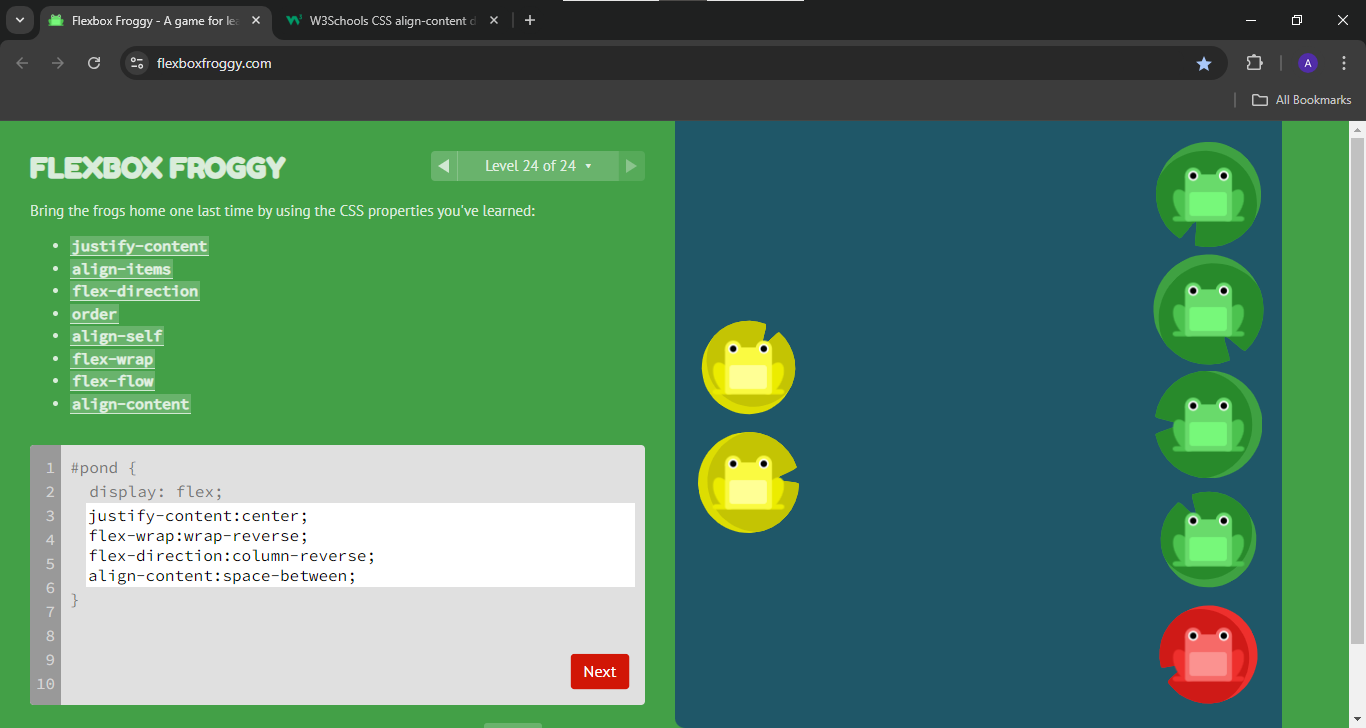 Flexbox Froggy - A game for lea
W3Schools CSS align-content d
flexboxfroggy.com
A
All Bookmarks
FLEXBOX FROGGY
Level 24 of 24
Bring the frogs home one last time by using the CSS properties you've learned:
• justify-content
• align-items
• flex-direction
• order
• align-self
• flex-wrap
• flex-flow
• align-content
1 #pond {
2 display: flex;
3 justify-content:center;
4 flex-wrap:wrap-reverse;
5 flex-direction:column-reverse;
6 align-content:space-between;
7 }
8
9
10
Next